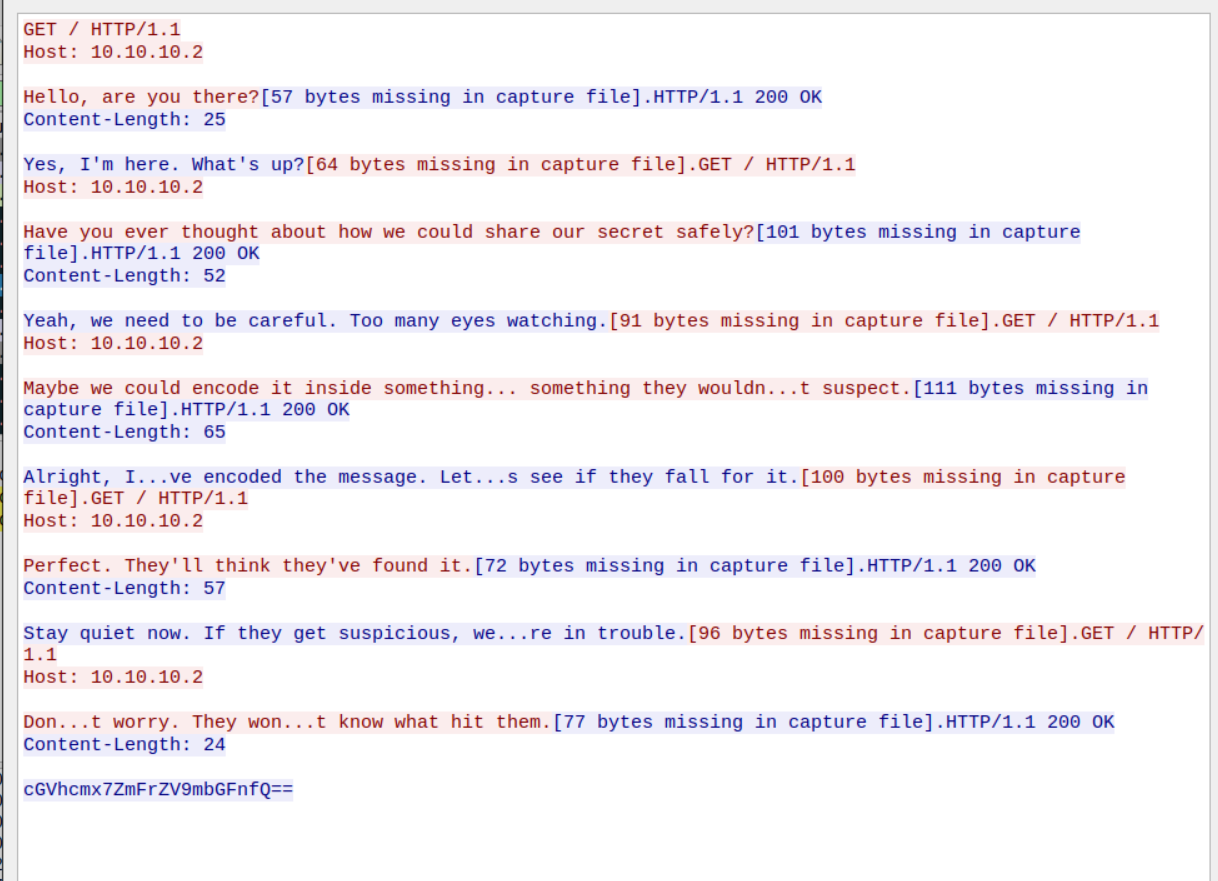 GET / HTTP/1.1
Host: 10.10.10.2
Hello, are you there?[57 bytes missing in capture file].HTTP/1.1 200 OK
Content-Length: 25
Yes, I'm here. What's up?[64 bytes missing in capture file].GET / HTTP/1.1
Host: 10.10.10.2
Have you ever thought about how we could share our secret safely?[101 bytes missing in capture
file].HTTP/1.1 200 OK
Content-Length: 52
Yeah, we need to be careful. Too many eyes watching.[91 bytes missing in capture file].GET / HTTP/1.1
Host: 10.10.10.2
Maybe we could encode it inside something... something they wouldn...t suspect.[111 bytes missing in
capture file].HTTP/1.1 200 OK
Content-Length: 65
Alright, I...ve encoded the message. Let...s see if they fall for it.[100 bytes missing in capture
file].GET / HTTP/1.1
Host: 10.10.10.2
Perfect. They'll think they've found it.[72 bytes missing in capture file].HTTP/1.1 200 OK
Content-Length: 57
Stay quiet now. If they get suspicious, we...re in trouble.[96 bytes missing in capture file].GET / HTTP/
1.1
Host: 10.10.10.2
Don...t worry. They won...t know what hit them.[77 bytes missing in capture file].HTTP/1.1 200 OK
Content-Length: 24
cGVhcmx7ZmFrZV9mbGFnfQ==